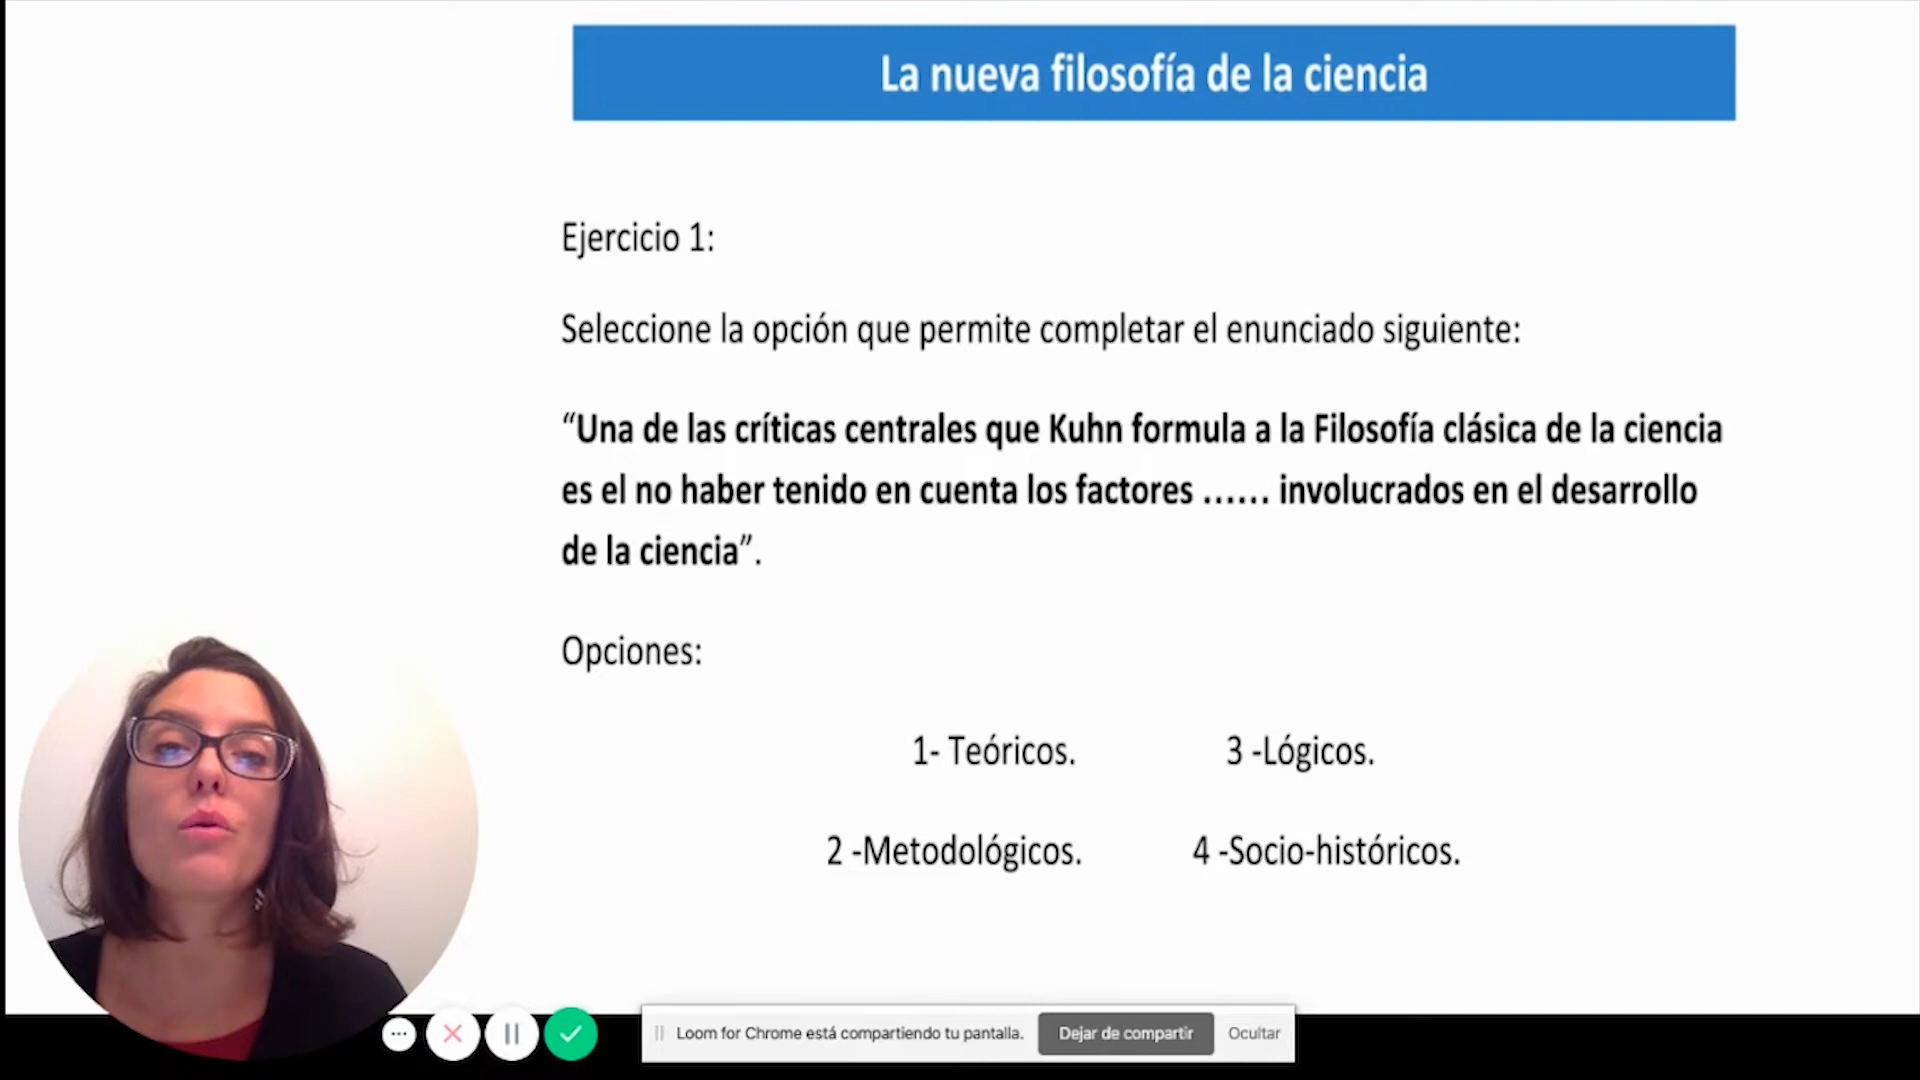 La nueva filosofía de la ciencia
Ejercicio 1:
Seleccione la opción que permite completar el enunciado siguiente:
“Una de las críticas centrales que Kuhn formula a la Filosofía clásica de la ciencia
es el no haber tenido en cuenta los factores …… involucrados en el desarrollo
de la ciencia”.
Opciones:
1- Teóricos. 3 -Lógicos.
2 -Metodológicos. 4 -Socio-históricos.
Loom for Chrome está compartiendo tu pantalla. Dejar de compartir Ocultar